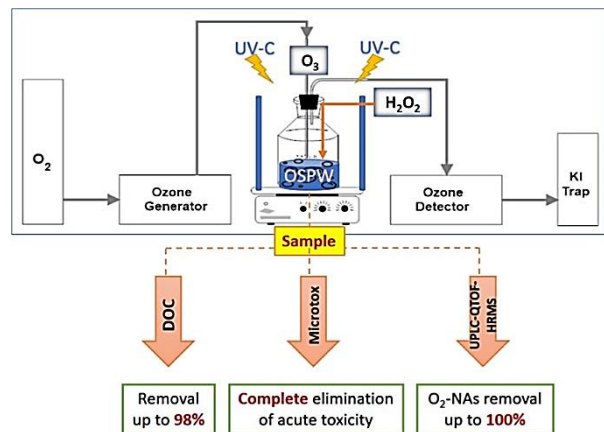 UV-C
UV-C
O₃
H₂O₂
O₂
OSPW
Ozone
Generator
Ozone
Detector
KI
Trap
Sample
DOC
Microtox
UPLC-QTOF-
HRMS
Removal
up to 98%
Complete elimination
of acute toxicity
O₂-NAs removal
up to 100%